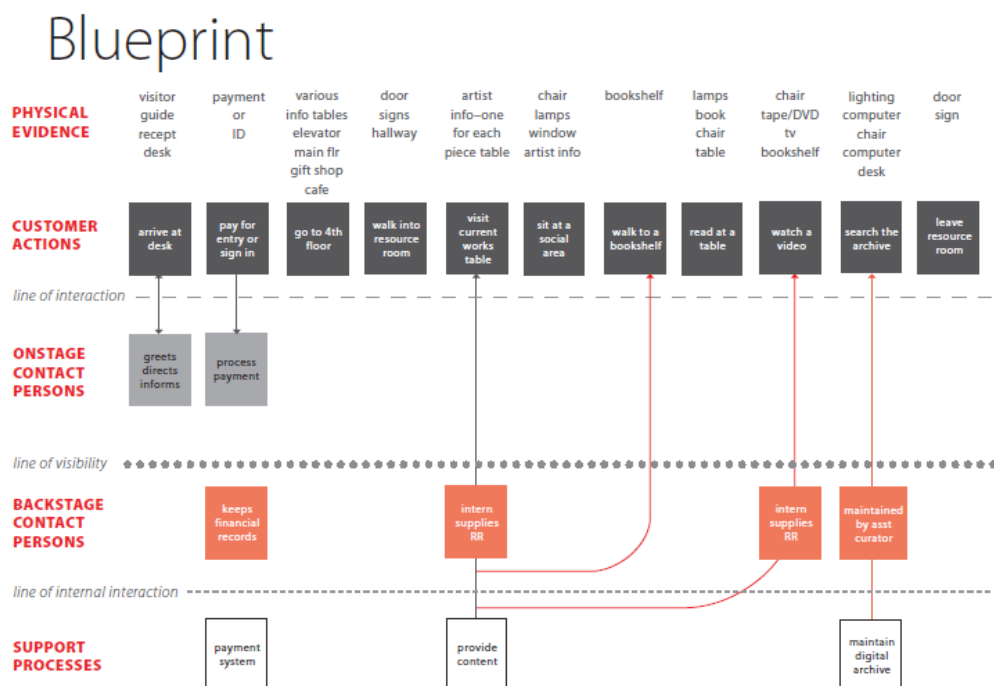 Blueprint
PHYSICAL
EVIDENCE
visitor
guide
recept
desk
payment
or
ID
various
info tables
elevator
main flr
gift shop
cafe
door
signs
hallway
artist
info–one
for each
piece table
chair
lamps
window
artist info
bookshelf
lamps
book
chair
table
chair
tape/DVD
tv
bookshelf
lighting
computer
chair
computer
desk
door
sign
CUSTOMER
ACTIONS
arrive at
desk
pay for
entry or
sign in
go to 4th
floor
walk into
resource
room
visit
current
works
table
sit at a
social
area
walk to a
bookshelf
read at a
table
watch a
video
search the
archive
leave
resource
room
line of interaction
ONSTAGE
CONTACT
PERSONS
greets
directs
informs
process
payment
line of visibility
BACKSTAGE
CONTACT
PERSONS
keeps
financial
records
intern
supplies
RR
intern
supplies
RR
maintained
by asst
curator
line of internal interaction
SUPPORT
PROCESSES
payment
system
provide
content
maintain
digital
archive